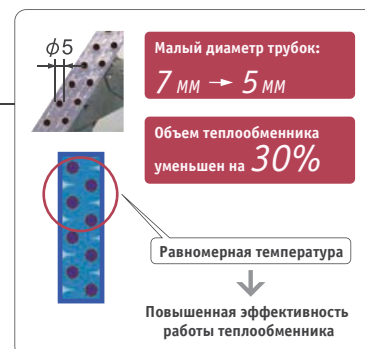 ϕ5
Малый диаметр трубок:
7 мм → 5 мм
Объем теплообменника
уменьшен на 30%
Равномерная температура
Повышенная эффективность
работы теплообменника